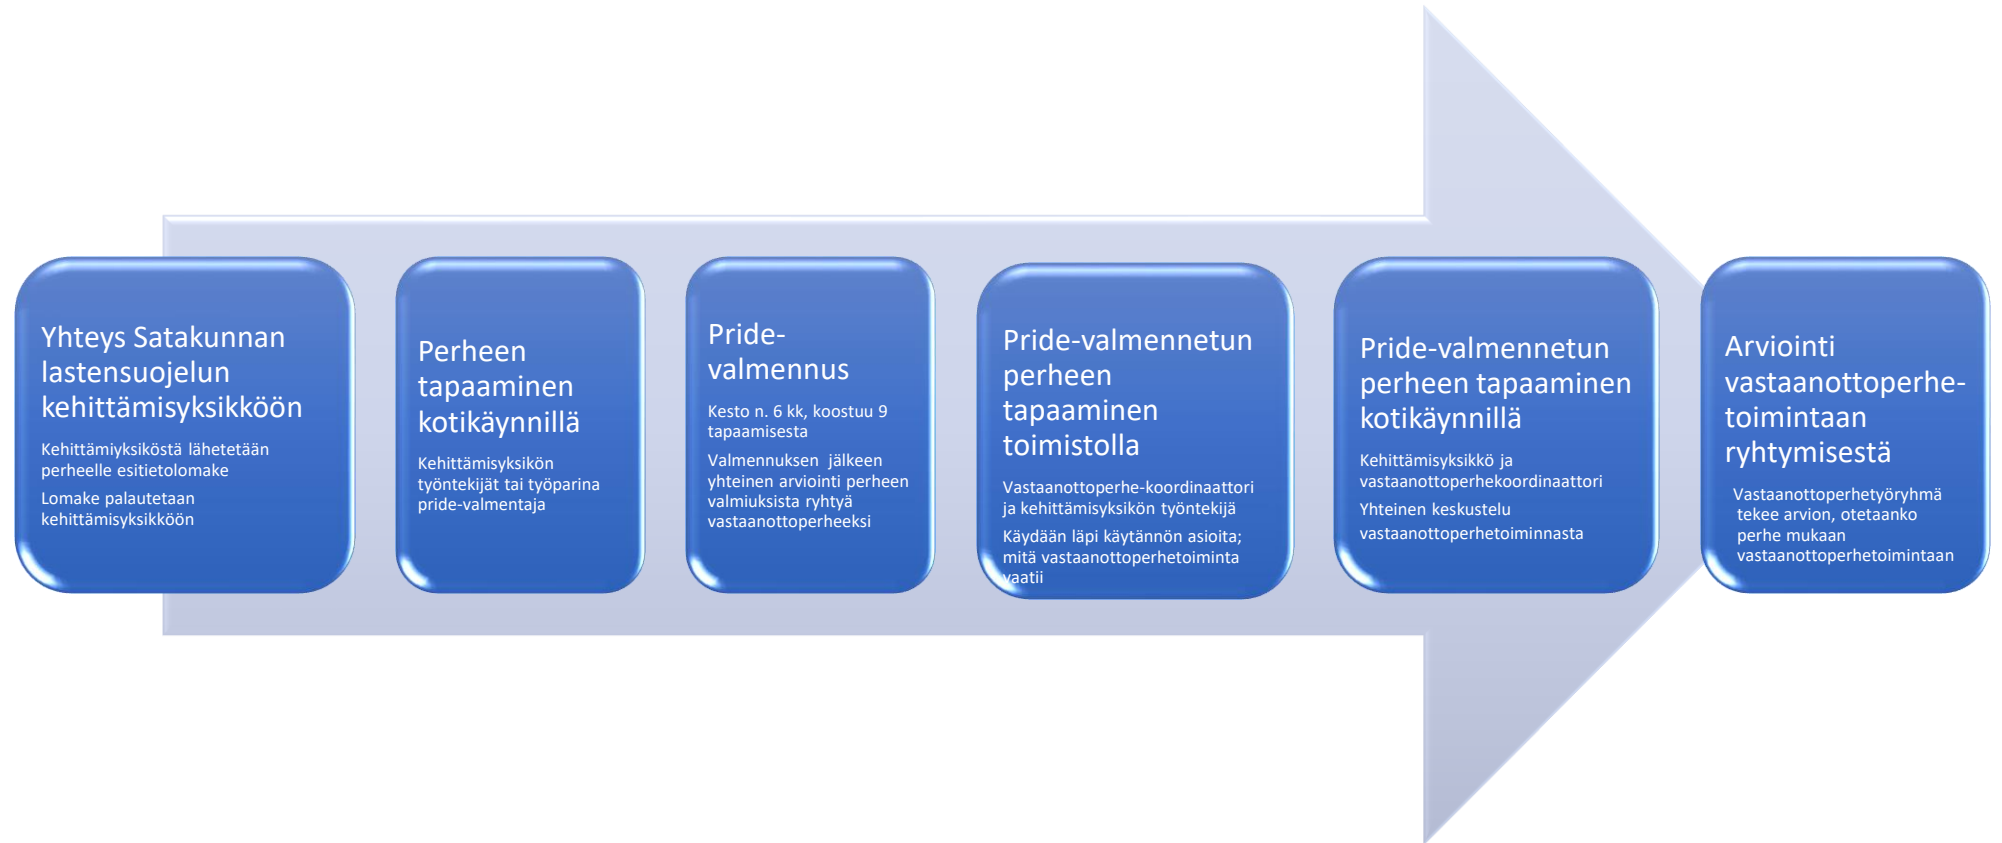 Yhteys Satakunnan
lastensuojelun
kehittämisyksikköön
Kehittämiyksiköstä lähetetään
perheelle esitietolomake
Lomake palautetaan
kehittämisyksikköön
Perheen
tapaaminen
kotikäynnillä
Kehittämisyksikön
työntekijät tai työparina
pride-valmentaja
Pride-
valmennus
Kesto n. 6 kk, koostuu 9
tapaamisesta
Valmennuksen jälkeen
yhteinen arviointi perheen
valmiuksista ryhtyä
vastaanottoperheeksi
Pride-valmennetun
perheen
tapaaminen
toimistolla
Vastaanottoperhe-koordinaattori
ja kehittämisyksikön työntekijä
Käydään läpi käytännön asioita;
mitä vastaanottoperhetoiminta
vaatii
Pride-valmennetun
perheen tapaaminen
kotikäynnillä
Kehittämisyksikkö ja
vastaanottoperhekoordinaattori
Yhteinen keskustelu
vastaanottoperhetoiminnasta
Arviointi
vastaanottoperhe-
toimintaan
ryhtymisestä
Vastaanottoperhetyöryhmä
tekee arvion, otetaanko
perhe mukaan
vastaanottoperhetoimintaan